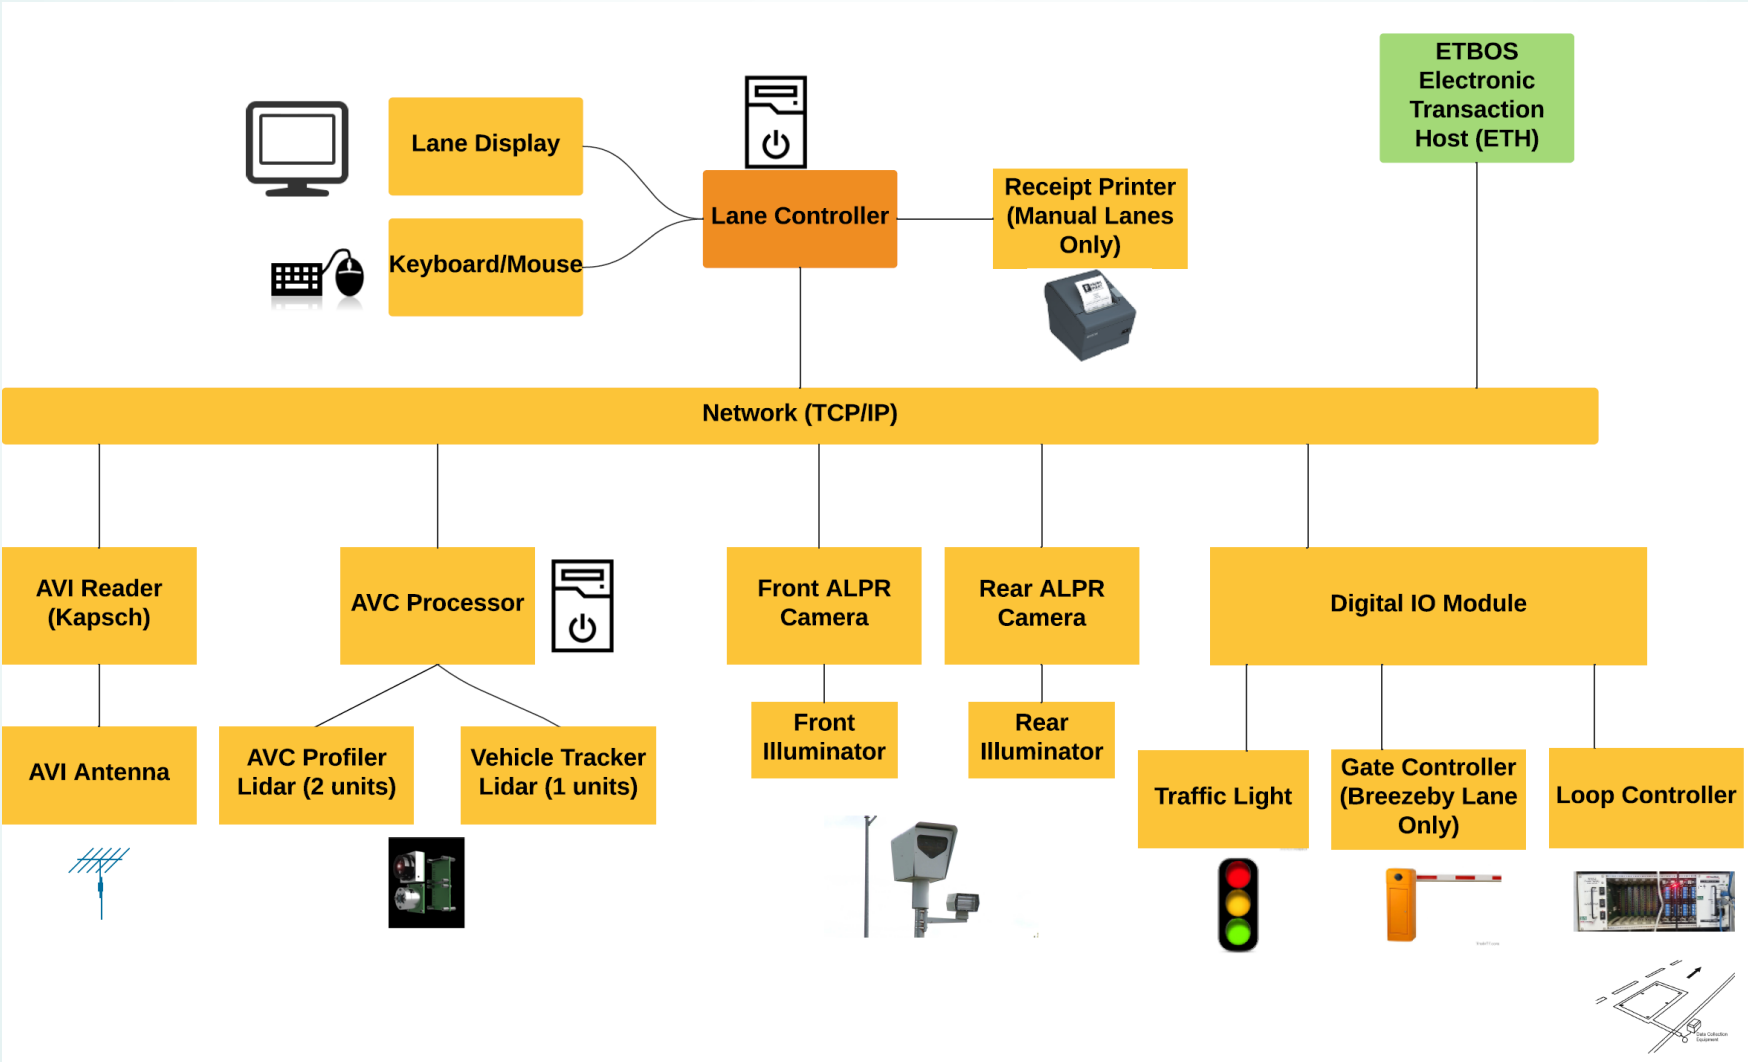 ETBOS
Electronic
Transaction
Host (ETH)
Lane Display
Lane Controller
Receipt Printer
(Manual Lanes
Only)
Keyboard/Mouse
Network (TCP/IP)
AVI Reader
(Kapsch)
AVC Processor
Front ALPR
Camera
Rear ALPR
Camera
Digital IO Module
Front
Illuminator
Rear
Illuminator
AVI Antenna
AVC Profiler
Lidar (2 units)
Vehicle Tracker
Lidar (1 units)
Traffic Light
Gate Controller
(Breezeby Lane
Only)
Loop Controller
Data Collection
Equipment